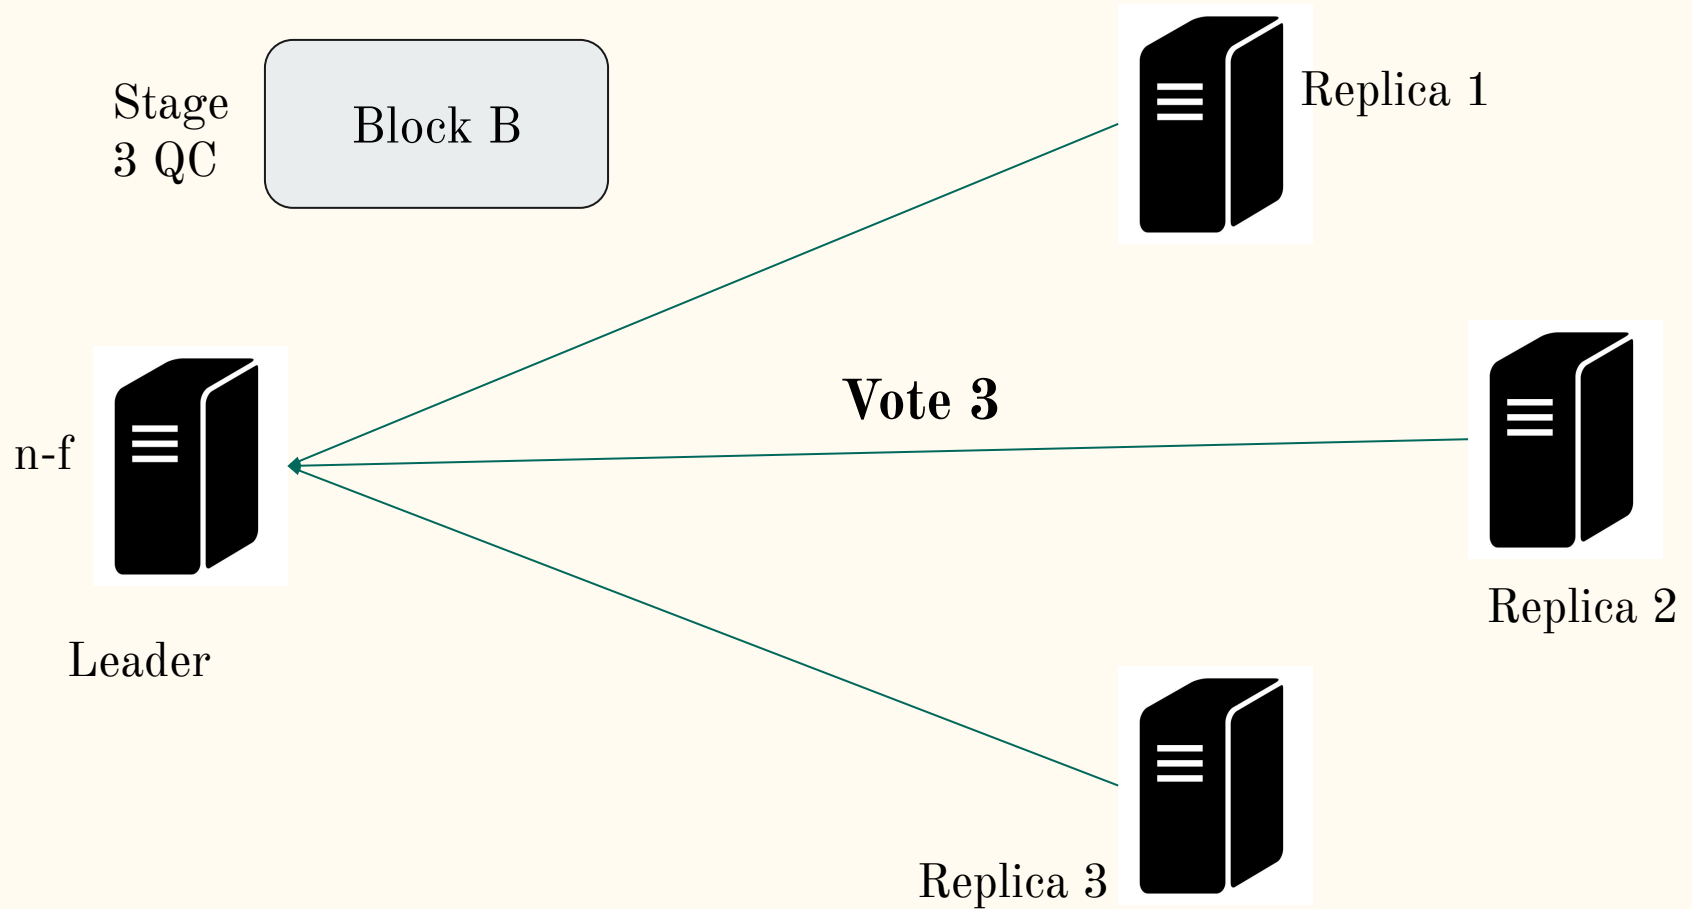 Stage
3 QC
Block B
Replica 1
Vote 3
n-f
Leader
Replica 2
Replica 3